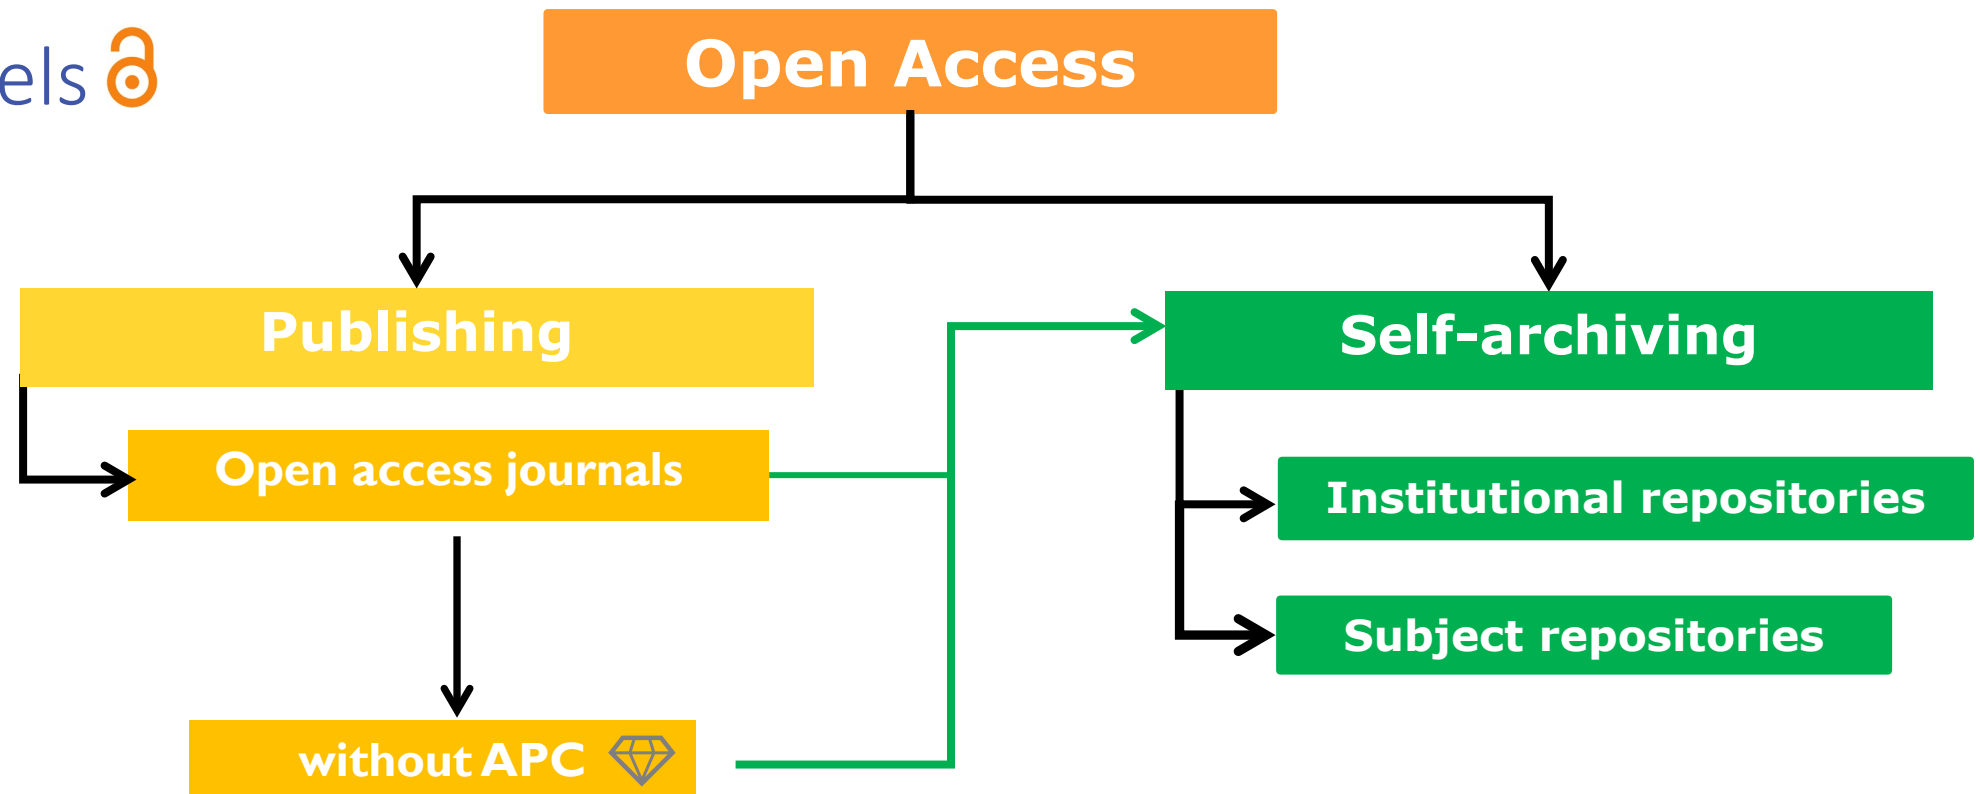 els
Open Access
Publishing
Self-archiving
Open access journals
Institutional repositories
Subject repositories
without APC